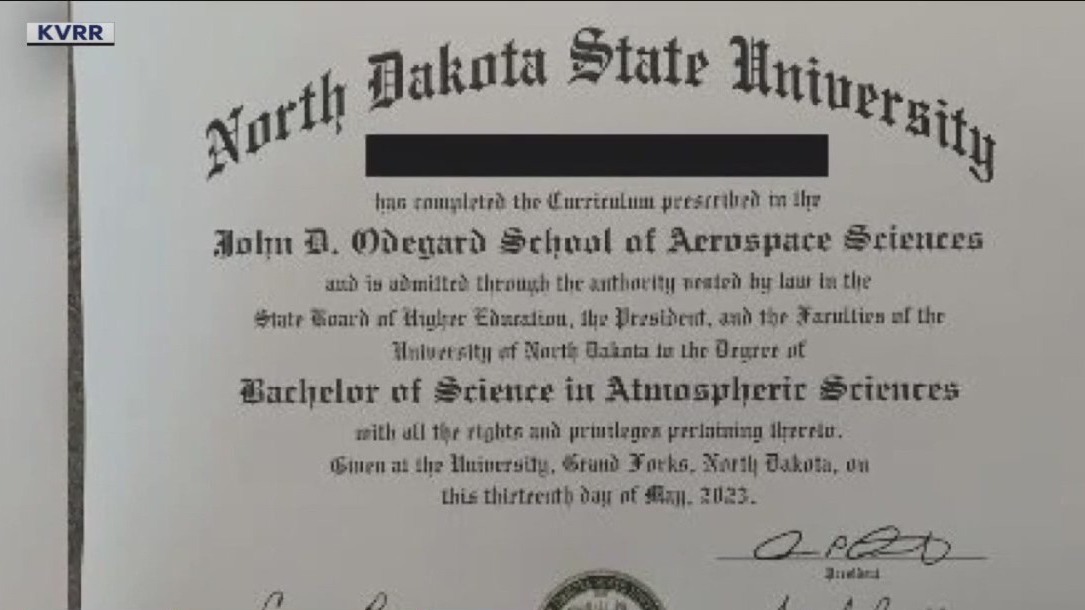 KVRR
North Dakota State University
has completed the Curriculum prescribed in the
John D. Odegard School of Aerospace Sciences
and is admitted through the authority vested by law in the
State Board of Higher Education, the President, and the Faculties of the
University of North Dakota to the Degree of
Bachelor of Science in Atmospheric Sciences
with all the rights and privileges pertaining thereto.
Given at the University, Grand Forks, North Dakota, on
this thirteenth day of May, 2023.
President